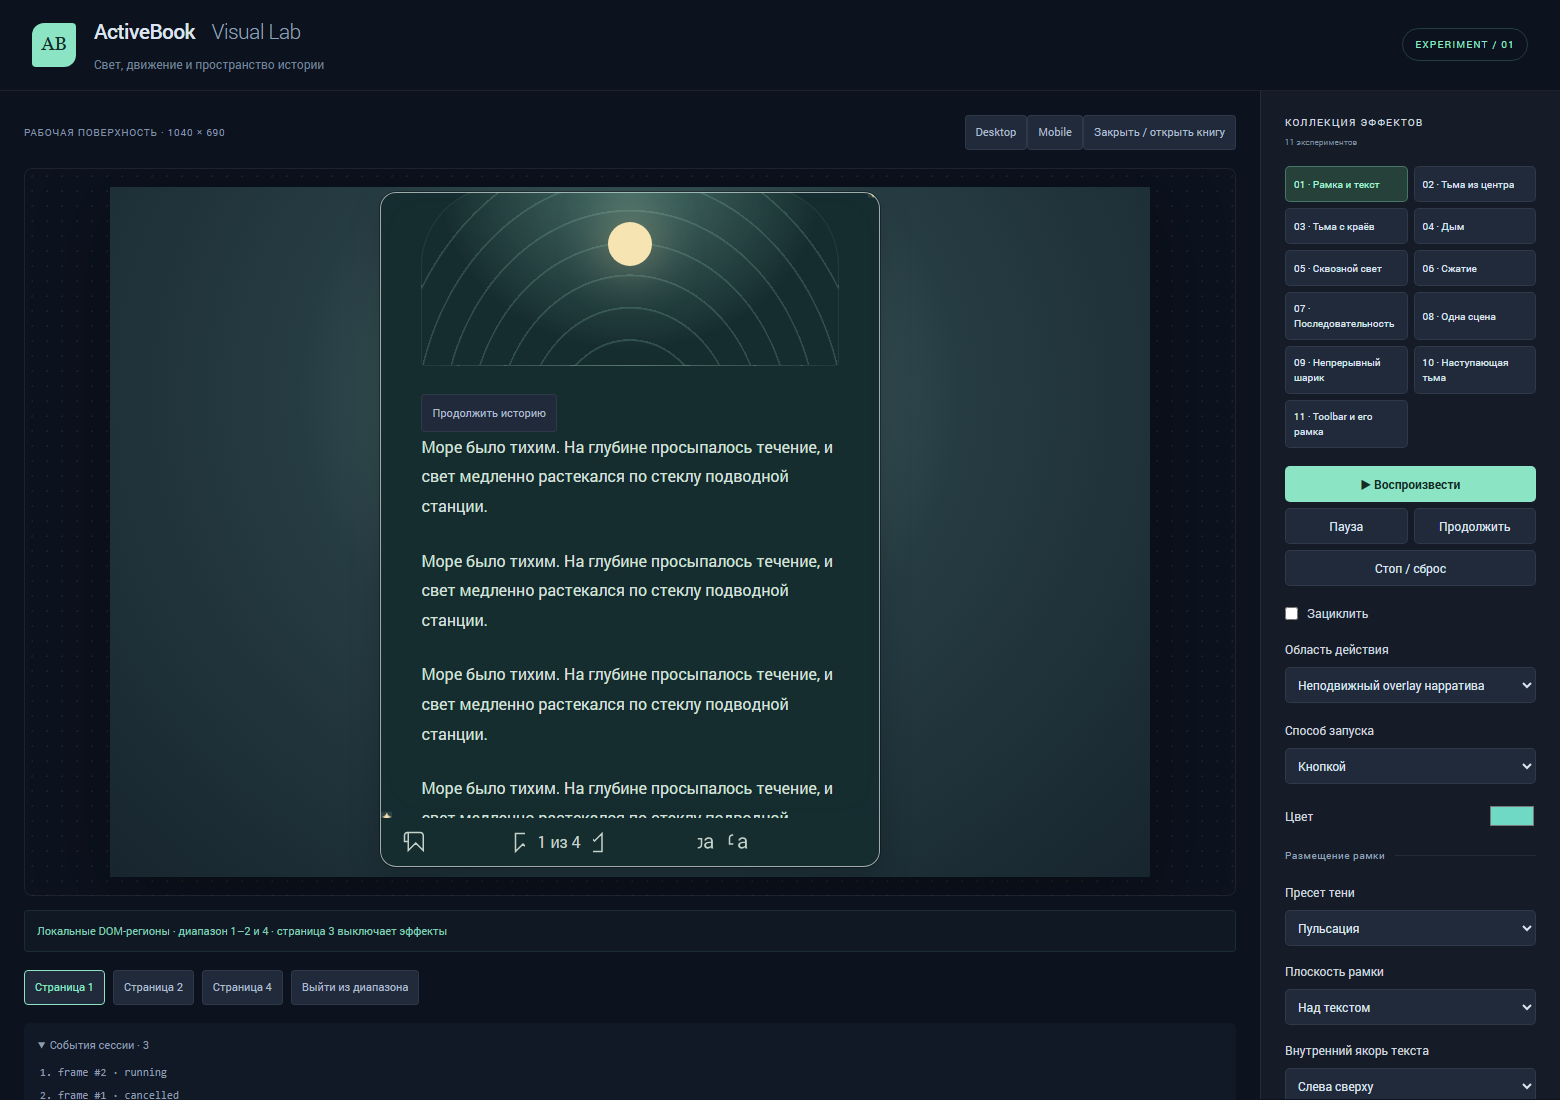 AB
ActiveBook Visual Lab
Свет, движение и пространство истории
EXPERIMENT / 01
РАБОЧАЯ ПОВЕРХНОСТЬ · 1040 × 690
Desktop
Mobile
Закрыть / открыть книгу
Продолжить историю
Море было тихим. На глубине просыпалось течение, и
свет медленно растекался по стеклу подводной
станции.
Море было тихим. На глубине просыпалось течение, и
свет медленно растекался по стеклу подводной
станции.
Море было тихим. На глубине просыпалось течение, и
свет медленно растекался по стеклу подводной
станции.
Море было тихим. На глубине просыпалось течение, и
свет медленно растекался по стеклу подводной
1 из 4
Локальные DOM-регионы · диапазон 1–2 и 4 · страница 3 выключает эффекты
Страница 1
Страница 2
Страница 4
Выйти из диапазона
▼ События сессии · 3
1. frame #2 · running
2. frame #1 · cancelled
КОЛЛЕКЦИЯ ЭФФЕКТОВ
11 экспериментов
01 · Рамка и текст
02 · Тьма из центра
03 · Тьма с краёв
04 · Дым
05 · Сквозной свет
06 · Сжатие
07 ·
Последовательность
08 · Одна сцена
09 · Непрерывный
шарик
10 · Наступающая
тьма
11 · Toolbar и его
рамка
▶ Воспроизвести
Пауза
Продолжить
Стоп / сброс
Зациклить
Область действия
Неподвижный overlay нарратива
Способ запуска
Кнопкой
Цвет
Размещение рамки
Пресет тени
Пульсация
Плоскость рамки
Над текстом
Внутренний якорь текста
Слева сверху